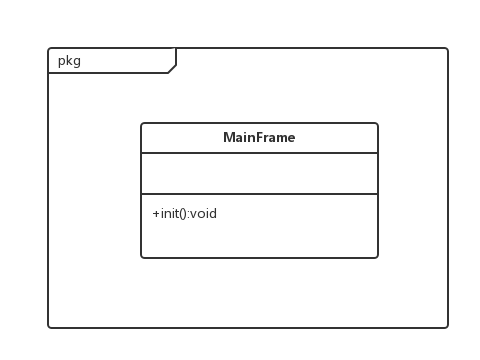 pkg
MainFrame
+init():void